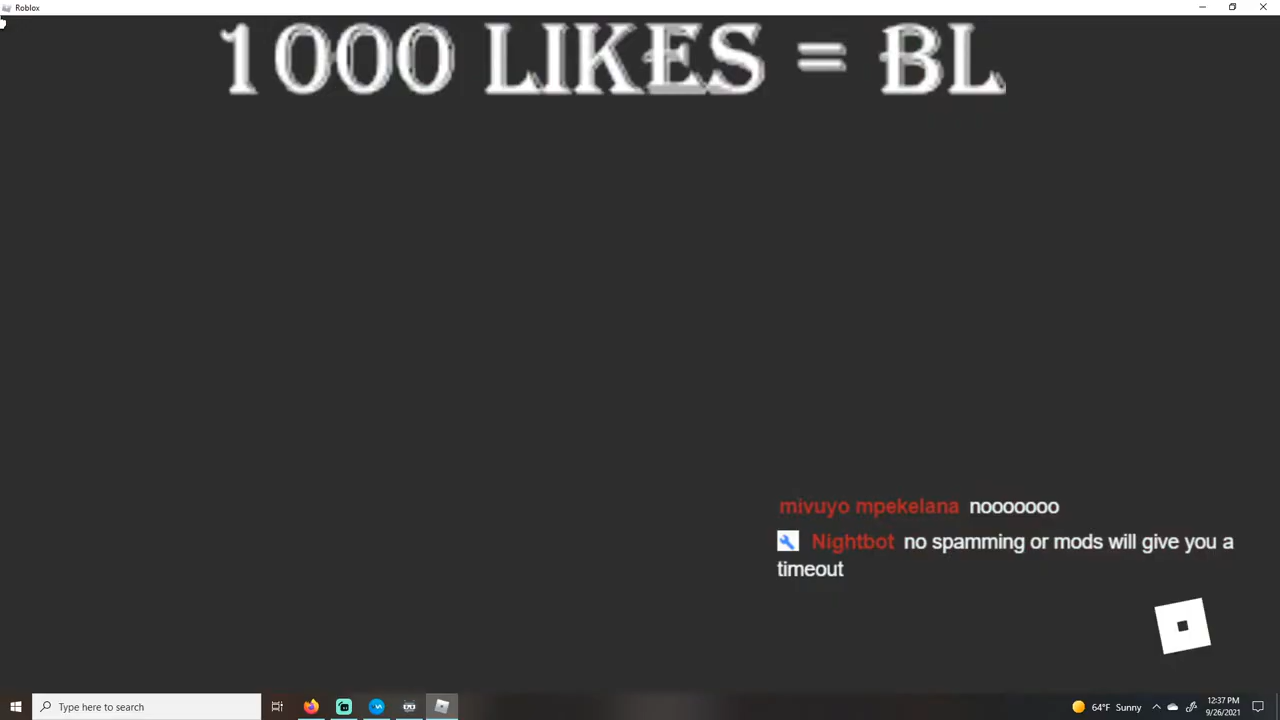 Roblox
1000 LIKES = BL
mivuyo mpekelana nooooooo
Nightbot no spamming or mods will give you a
timeout
Type here to search
64°F Sunny
12:37 PM
9/26/2021